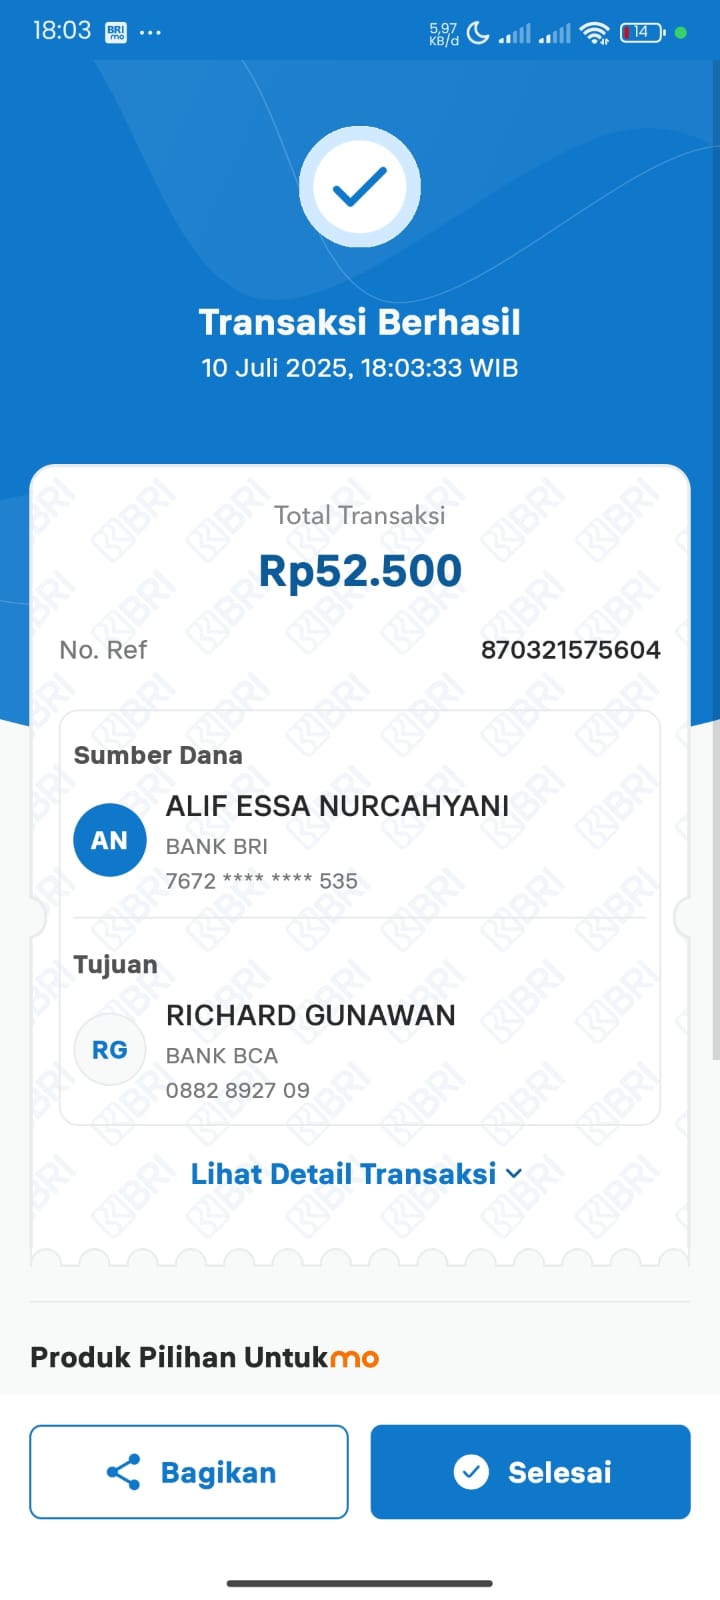 18:03 BRI mo ... 5,97 KB/d 14
Transaksi Berhasil
10 Juli 2025, 18:03:33 WIB
Total Transaksi
Rp52.500
No. Ref 870321575604
Sumber Dana
AN
ALIF ESSA NURCAHYANI
BANK BRI
7672 **** **** 535
Tujuan
RG
RICHARD GUNAWAN
BANK BCA
0882 8927 09
Lihat Detail Transaksi
Produk Pilihan Untukmo
Bagikan Selesai